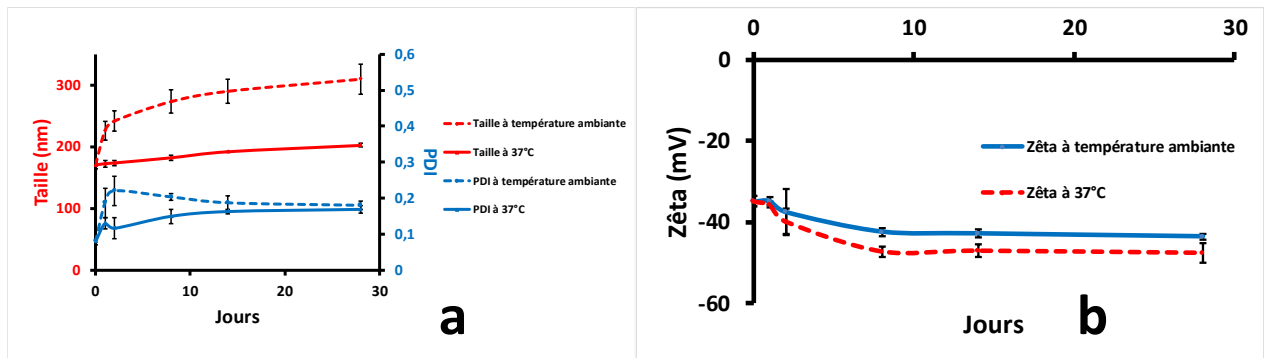 300
200
100
0
Taille (nm)
0,6
0,5
0,4
0,3
0,2
0,1
0
PDI
0 10 20 30
Jours
Taille à température ambiante
Taille à 37°C
PDI à température ambiante
PDI à 37°C
a
0 10 20 30
0
-20
-40
-60
Zêta (mV)
Zêta à température ambiante
Zêta à 37°C
Jours
b